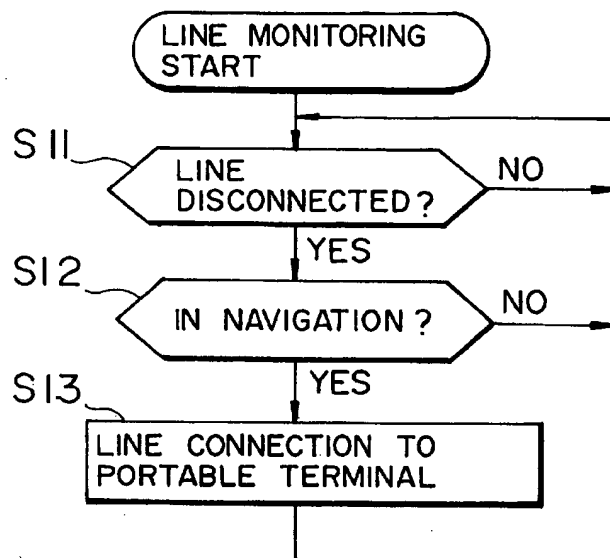 LINE MONITORING
START
S11
LINE
DISCONNECTED?
NO
YES
S12
IN NAVIGATION?
NO
YES
S13
LINE CONNECTION TO
PORTABLE TERMINAL